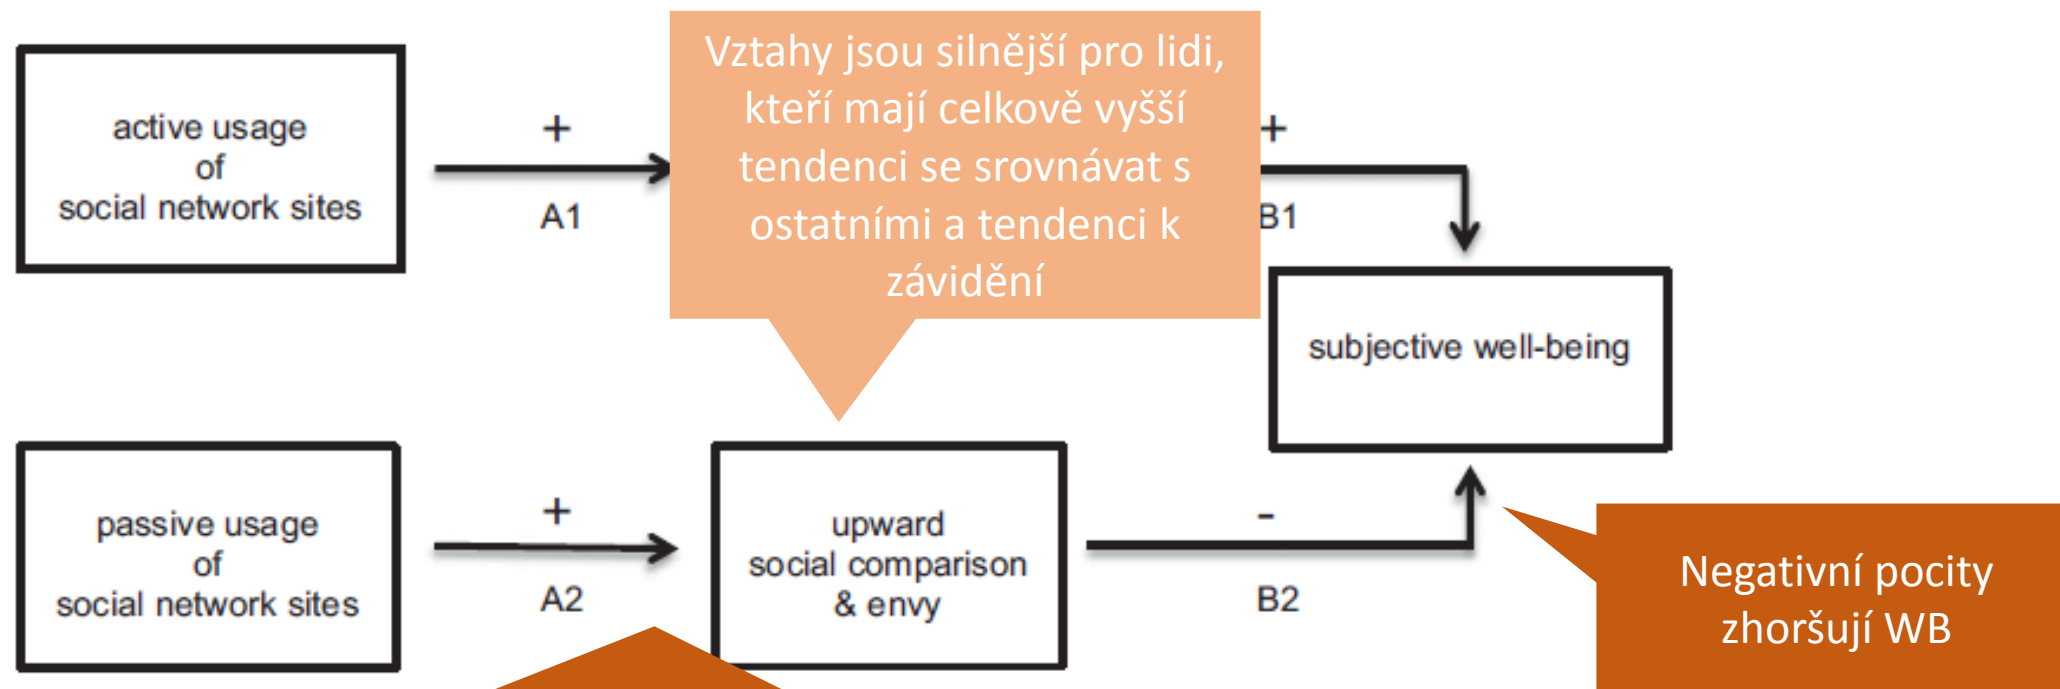 active usage
of
social network sites
+
A1
Vztahy jsou silnější pro lidi,
kteří mají celkově vyšší
tendenci se srovnávat s
ostatními a tendenci k
závidění
+
B1
subjective well-being
passive usage
of
social network sites
+
A2
upward
social comparison
& envy
-
B2
Negativní pocity
zhoršují WB